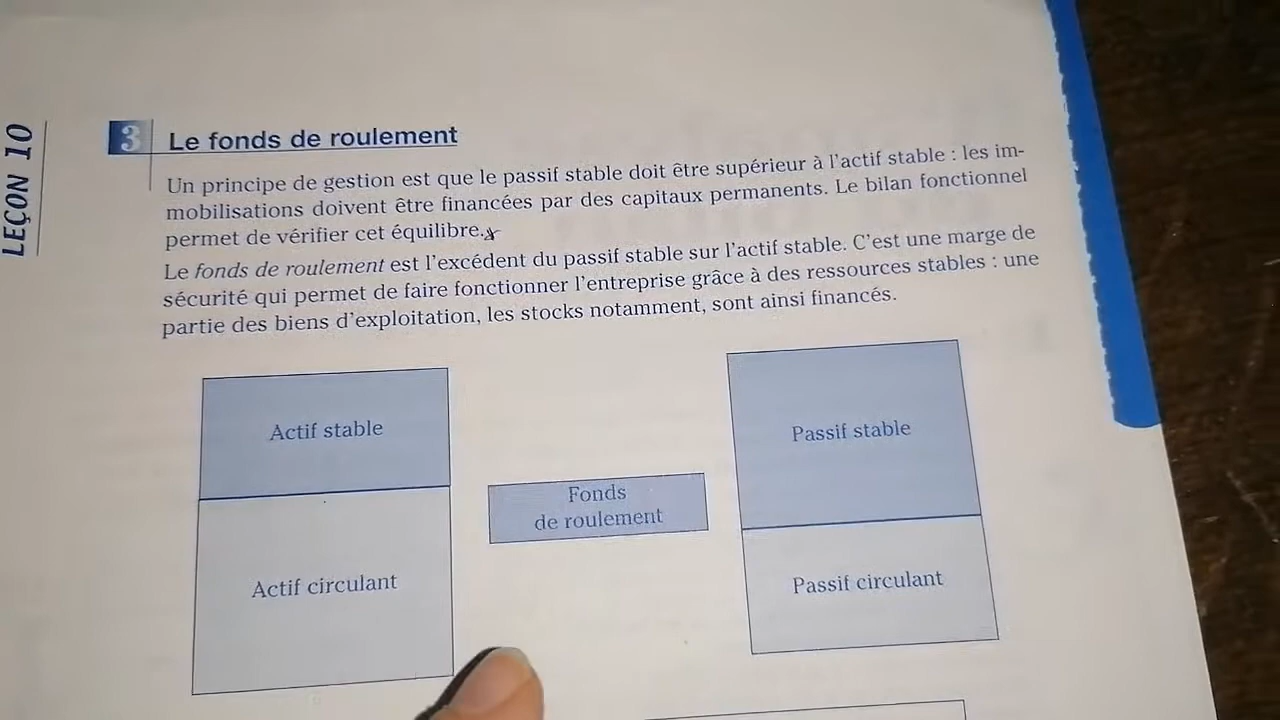 LEÇON 10
3 Le fonds de roulement
Un principe de gestion est que le passif stable doit être supérieur à l'actif stable : les im-
mobilisations doivent être financées par des capitaux permanents. Le bilan fonctionnel
permet de vérifier cet équilibre.
Le fonds de roulement est l'excédent du passif stable sur l'actif stable. C'est une marge de
sécurité qui permet de faire fonctionner l'entreprise grâce à des ressources stables : une
partie des biens d'exploitation, les stocks notamment, sont ainsi financés.
Actif stable
Actif circulant
Fonds
de roulement
Passif stable
Passif circulant